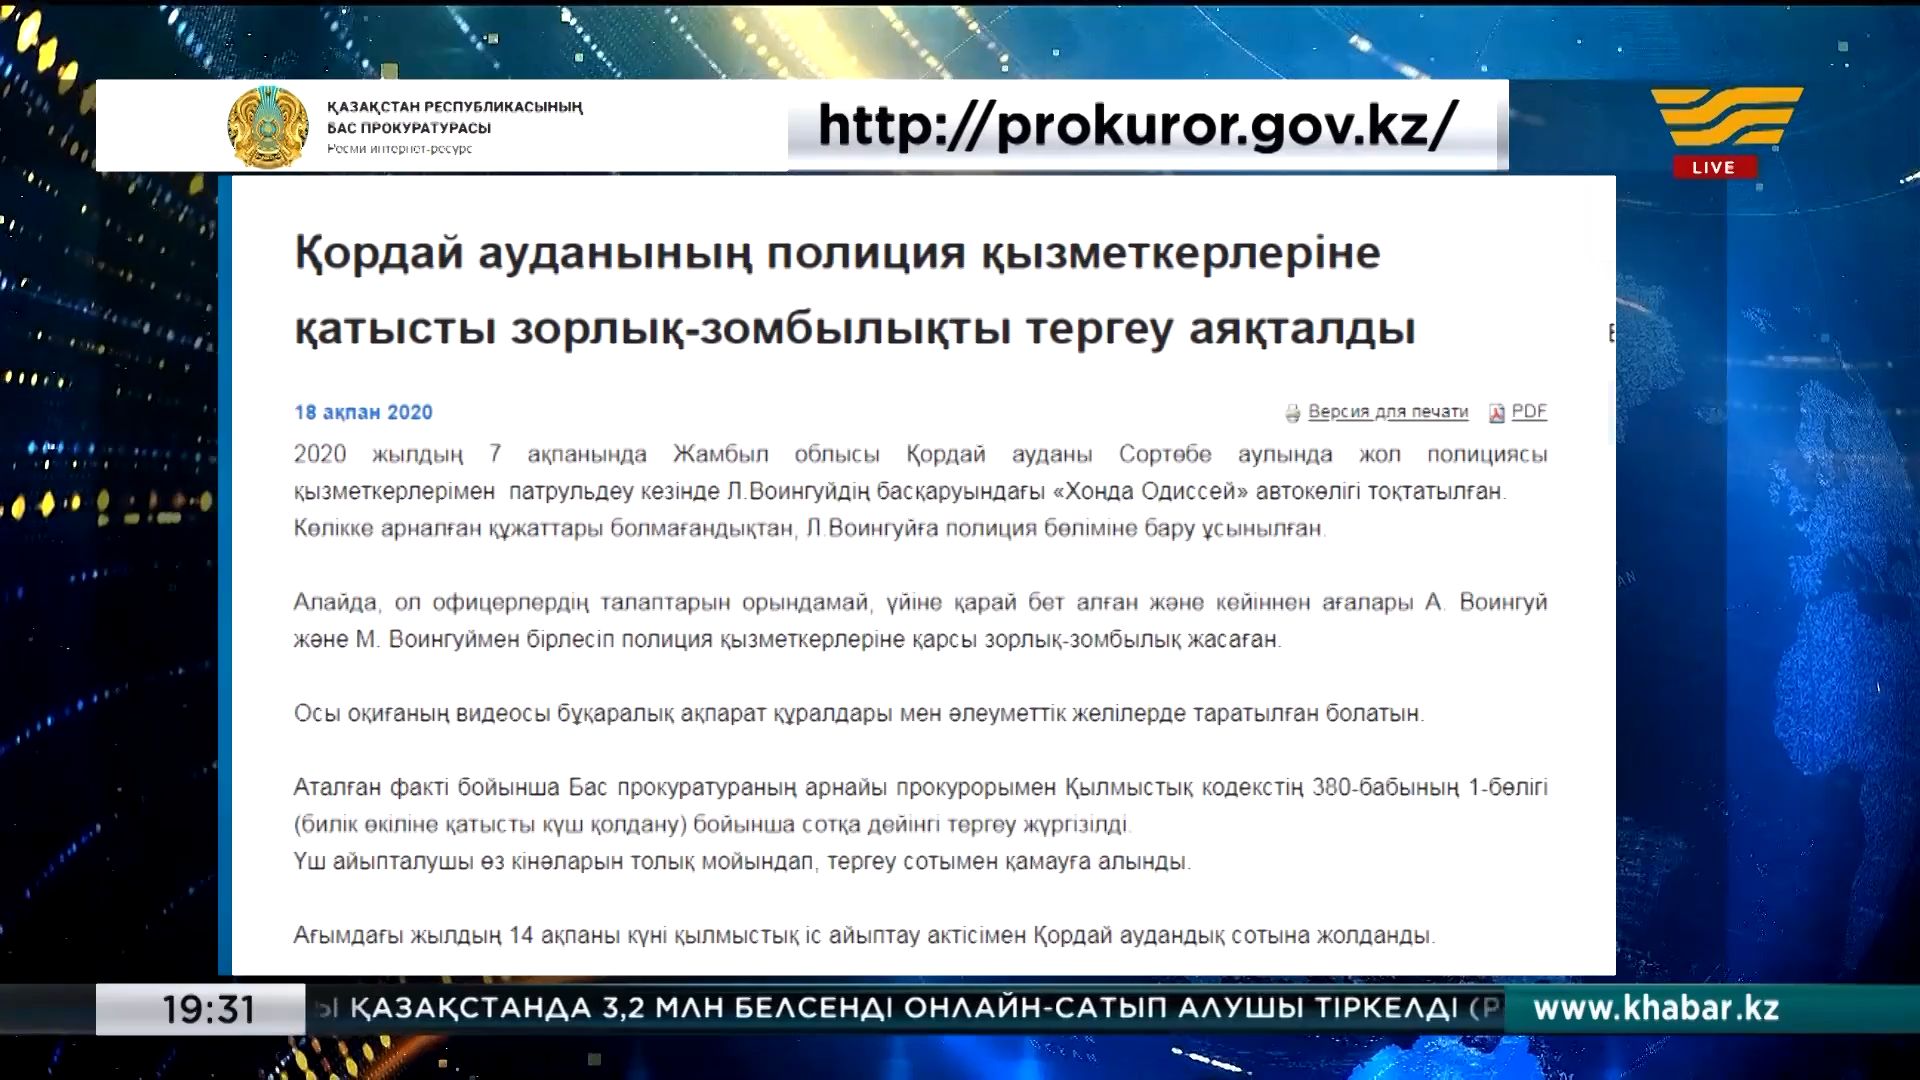 ҚАЗАҚСТАН РЕСПУБЛИКАСЫНЫҢ
БАС ПРОКУРАТУРАСЫ
Ресми интернет-ресурс
http://prokuror.gov.kz/
LIVE
Қордай ауданының полиция қызметкерлеріне
қатысты зорлық-зомбылықты тергеу аяқталды
18 ақпан 2020
Версия для печати PDF
2020 жылдың 7 ақпанында Жамбыл облысы Қордай ауданы Сортөбе аулында жол полициясы
қызметкерлерімен патрульдеу кезінде Л.Воингуйдің басқаруындағы «Хонда Одиссей» автокөлігі тоқтатылған.
Көлікке арналған құжаттары болмағандықтан, Л.Воингуйға полиция бөліміне бару ұсынылған.
Алайда, ол офицерлердің талаптарын орындамай, үйіне қарай бет алған және кейіннен ағалары А. Воингуй
және М. Воингуймен бірлесіп полиция қызметкерлеріне қарсы зорлық-зомбылық жасаған.
Осы оқиғаның видеосы бұқаралық ақпарат құралдары мен әлеуметтік желілерде таратылған болатын.
Аталған факті бойынша Бас прокуратураның арнайы прокурорымен Қылмыстық кодекстің 380-бабының 1-бөлігі
(билік өкіліне қатысты күш қолдану) бойынша сотқа дейінгі тергеу жүргізілді.
Үш айыпталушы өз кінәларын толық мойындап, тергеу сотымен қамауға алынды.
Ағымдағы жылдың 14 ақпаны күні қылмыстық іс айыптау актісімен Қордай аудандық сотына жолданды.
19:31 ҚАЗАҚСТАНДА 3,2 МЛН БЕЛСЕНДІ ОНЛАЙН-САТЫП АЛУШЫ ТІРКЕЛДІ www.khabar.kz